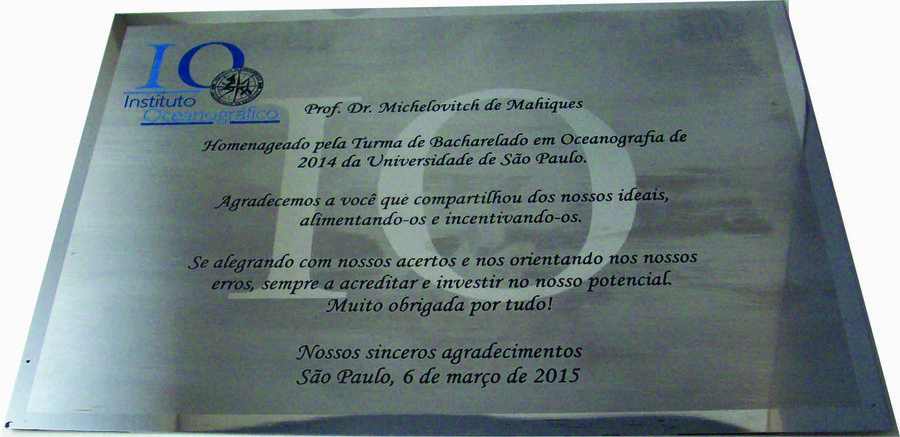 IO
Instituto
Oceanográfico
IO
Prof. Dr. Michelovitch de Mahiques
Homenageado pela Turma de Bacharelado em Oceanografia de
2014 da Universidade de São Paulo.
Agradecemos a você que compartilhou dos nossos ideais,
alimentando-os e incentivando-os.
Se alegrando com nossos acertos e nos orientando nos nossos
erros, sempre a acreditar e investir no nosso potencial.
Muito obrigada por tudo!
Nossos sinceros agradecimentos
São Paulo, 6 de março de 2015